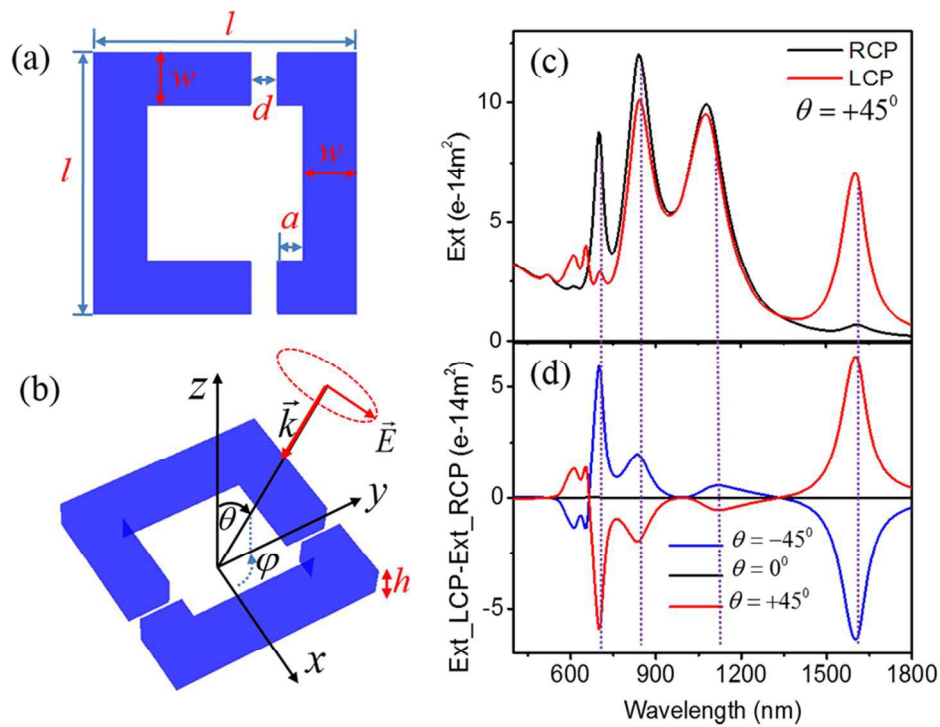 (a)
l
w
d
l
w
a
(b)
z
k⃗
E⃗
y
θ
φ
h
x
(c)
RCP
LCP
θ = +45⁰
Ext (e-14m²)
10
5
0
(d)
Ext_LCP-Ext_RCP (e-14m²)
5
0
-5
θ = −45⁰
θ = 0⁰
θ = +45⁰
600 900 1200 1500 1800
Wavelength (nm)